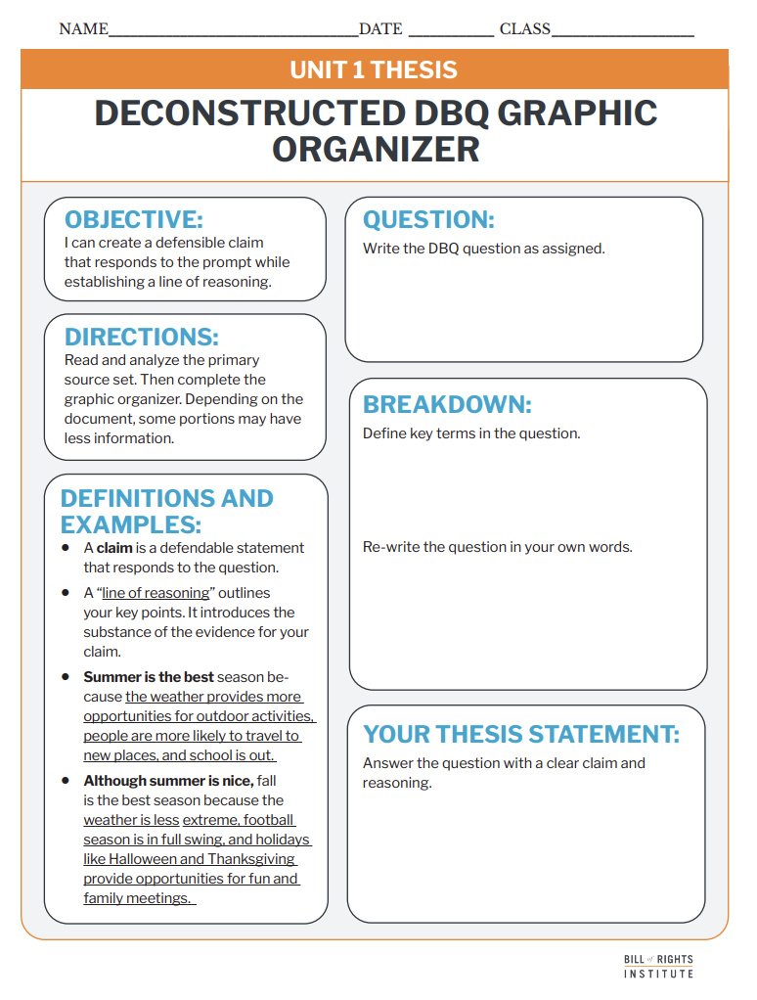 NAME________________________________DATE ___________ CLASS__________________
UNIT 1 THESIS
DECONSTRUCTED DBQ GRAPHIC
ORGANIZER
OBJECTIVE:
I can create a defensible claim
that responds to the prompt while
establishing a line of reasoning.
DIRECTIONS:
Read and analyze the primary
source set. Then complete the
graphic organizer. Depending on the
document, some portions may have
less information.
DEFINITIONS AND
EXAMPLES:
● A claim is a defendable statement
that responds to the question.
● A “line of reasoning” outlines
your key points. It introduces the
substance of the evidence for your
claim.
● Summer is the best season be-
cause the weather provides more
opportunities for outdoor activities,
people are more likely to travel to
new places, and school is out.
● Although summer is nice, fall
is the best season because the
weather is less extreme, football
season is in full swing, and holidays
like Halloween and Thanksgiving
provide opportunities for fun and
family meetings.
QUESTION:
Write the DBQ question as assigned.
BREAKDOWN:
Define key terms in the question.
Re-write the question in your own words.
YOUR THESIS STATEMENT:
Answer the question with a clear claim and
reasoning.
BILL of RIGHTS
INSTITUTE